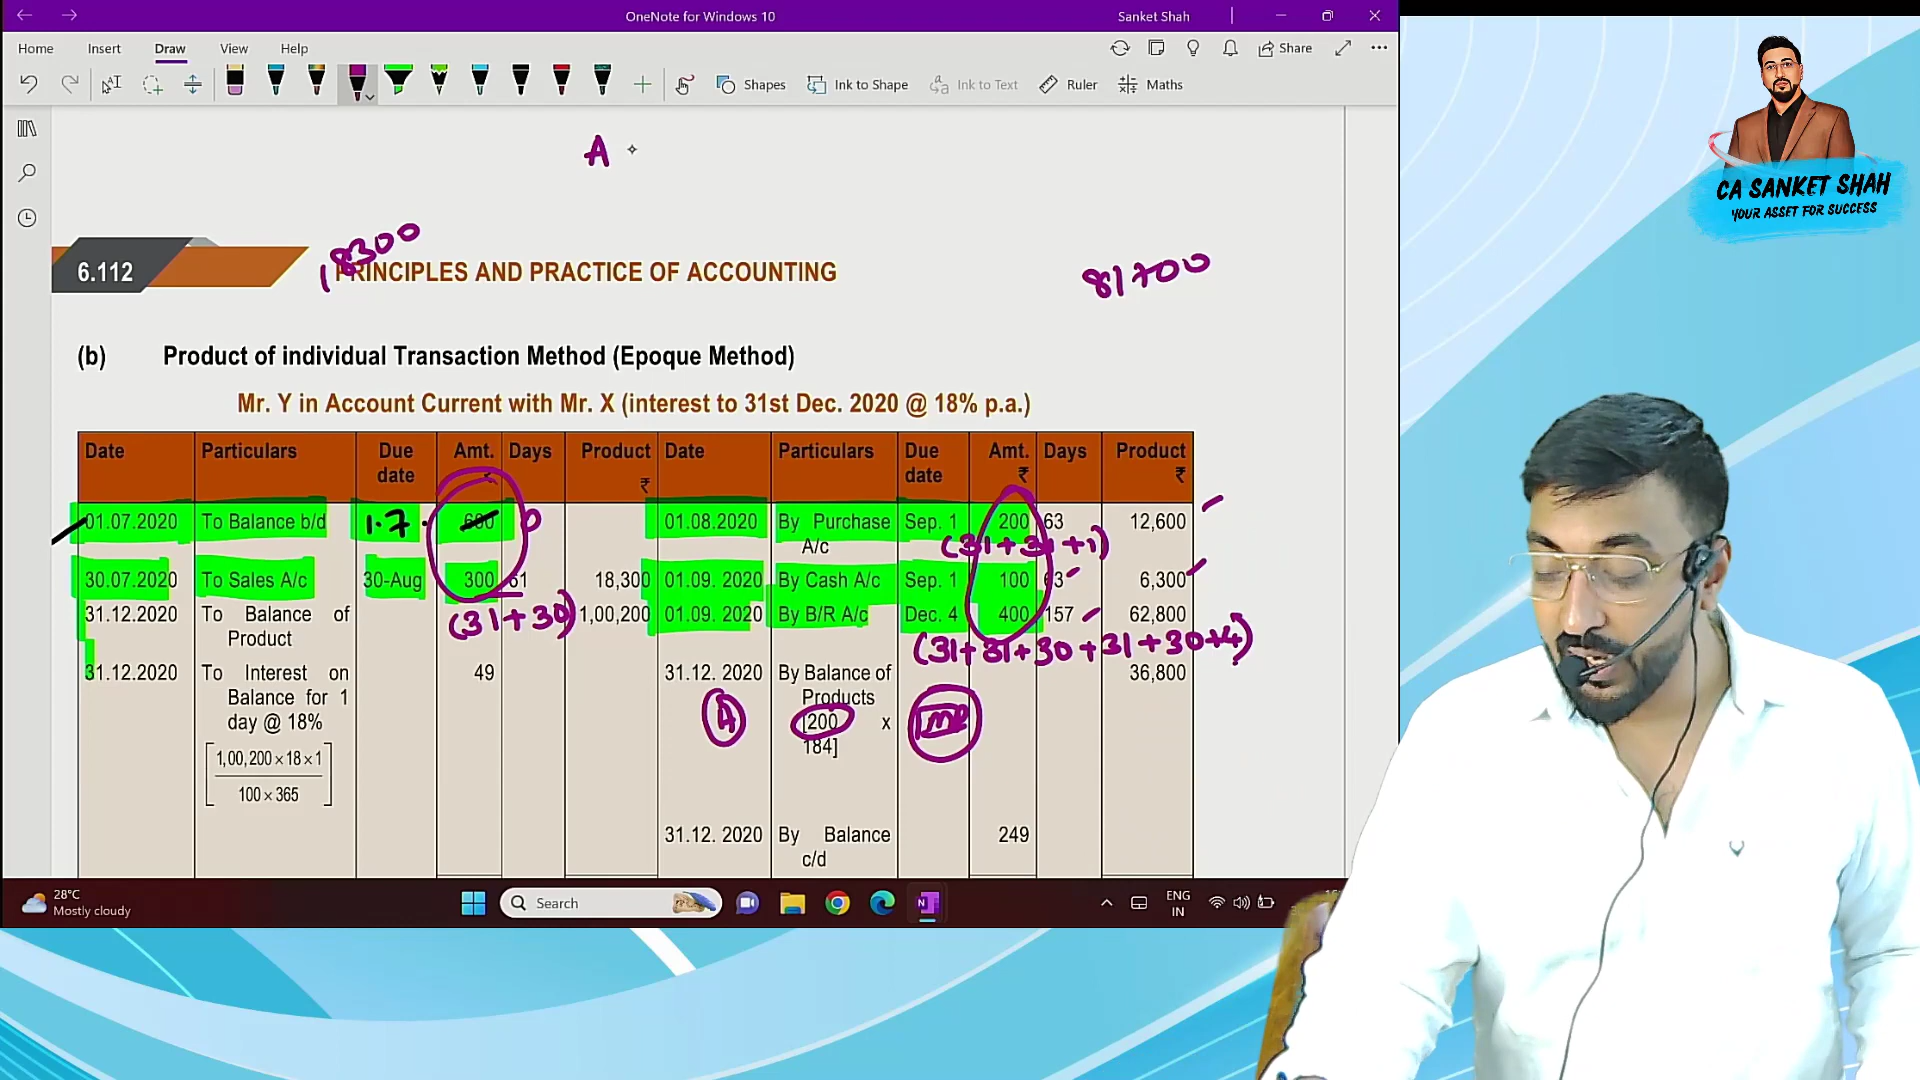 OneNote for Windows 10
Sanket Shah
Home Insert Draw View Help
Share
Shapes Ink to Shape Ink to Text Ruler Maths
A
CA SANKET SHAH
YOUR ASSET FOR SUCCESS
18300
81700
6.112 PRINCIPLES AND PRACTICE OF ACCOUNTING
(b) Product of individual Transaction Method (Epoque Method)
Mr. Y in Account Current with Mr. X (interest to 31st Dec. 2020 @ 18% p.a.)
Date Particulars Due date Amt. Days Product ₹ Date Particulars Due date Amt. ₹ Days Product ₹
01.07.2020 To Balance b/d 1.7. 600 0 01.08.2020 By Purchase A/c Sep. 1 200 63 12,600
(31+31+1)
30.07.2020 To Sales A/c 30-Aug 300 61 18,300 01.09. 2020 By Cash A/c Sep. 1 100 63 6,300
(31+30)
31.12.2020 To Balance of Product 1,00,200 01.09. 2020 By B/R A/c Dec. 4 400 157 62,800
(31+31+30+31+30+4)
31.12.2020 To Interest on Balance for 1 day @ 18% 49 31.12. 2020 By Balance of Products [200 x 184] 36,800
A
[1,00,200 × 18 × 1 / 100 × 365]
31.12. 2020 By Balance c/d 249
28°C
Mostly cloudy
Search
ENG
IN